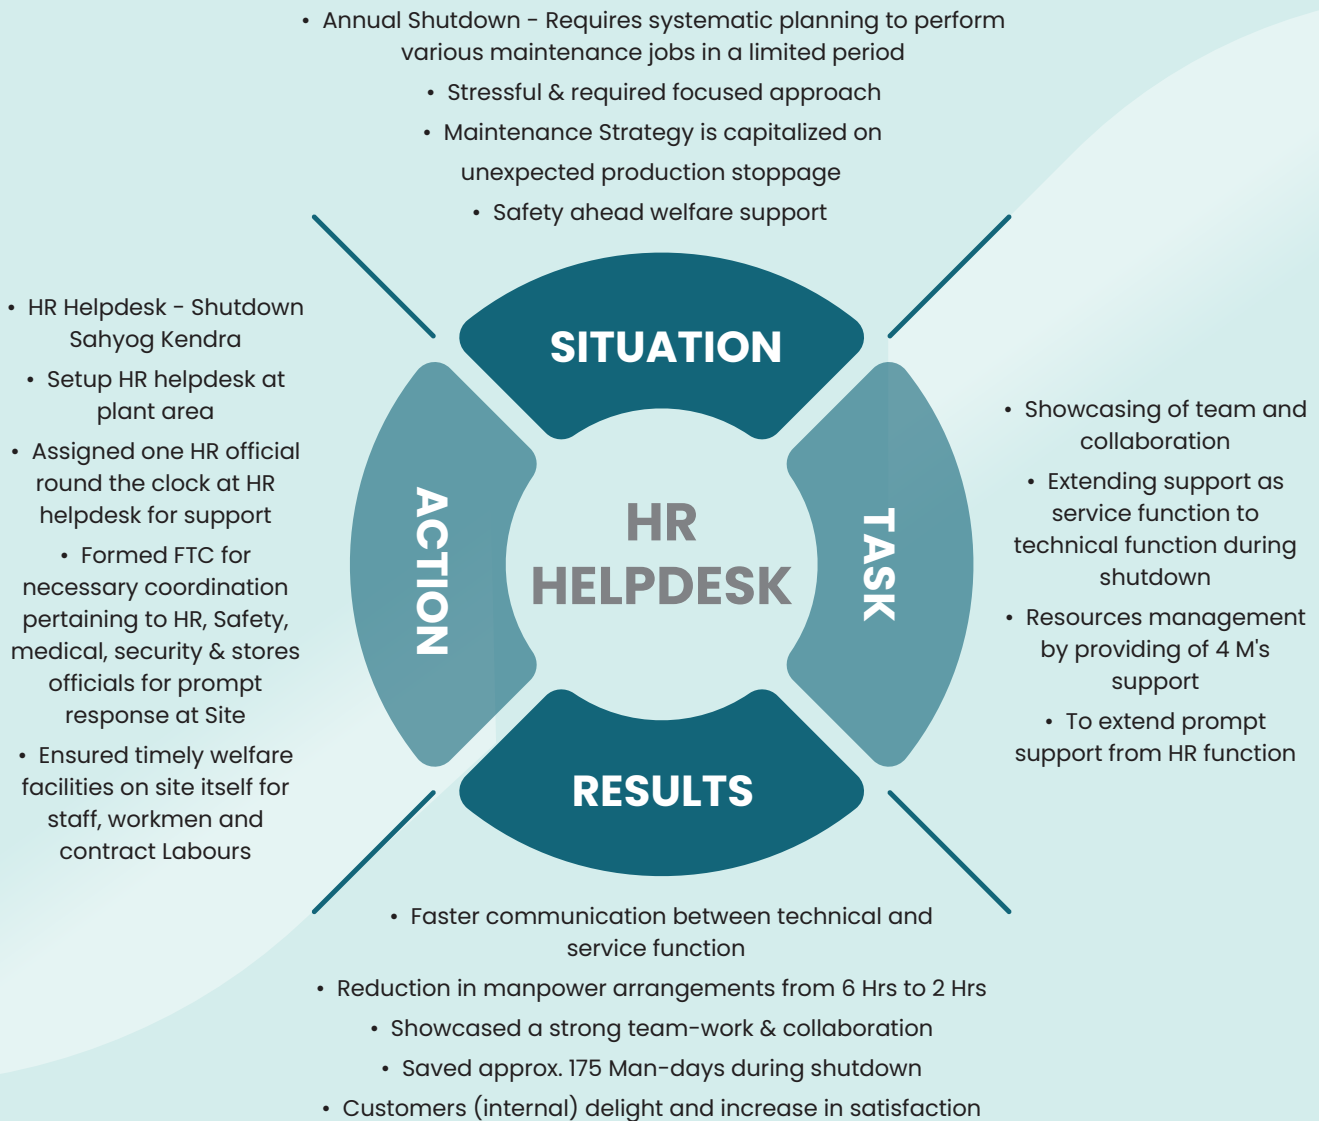 • Annual Shutdown - Requires systematic planning to perform
various maintenance jobs in a limited period
• Stressful & required focused approach
• Maintenance Strategy is capitalized on
unexpected production stoppage
• Safety ahead welfare support
SITUATION
• HR Helpdesk - Shutdown
Sahyog Kendra
• Setup HR helpdesk at
plant area
• Assigned one HR official
round the clock at HR
helpdesk for support
• Formed FTC for
necessary coordination
pertaining to HR, Safety,
medical, security & stores
officials for prompt
response at Site
• Ensured timely welfare
facilities on site itself for
staff, workmen and
contract Labours
ACTION
HR
HELPDESK
TASK
• Showcasing of team and
collaboration
• Extending support as
service function to
technical function during
shutdown
• Resources management
by providing of 4 M's
support
• To extend prompt
support from HR function
RESULTS
• Faster communication between technical and
service function
• Reduction in manpower arrangements from 6 Hrs to 2 Hrs
• Showcased a strong team-work & collaboration
• Saved approx. 175 Man-days during shutdown
• Customers (internal) delight and increase in satisfaction